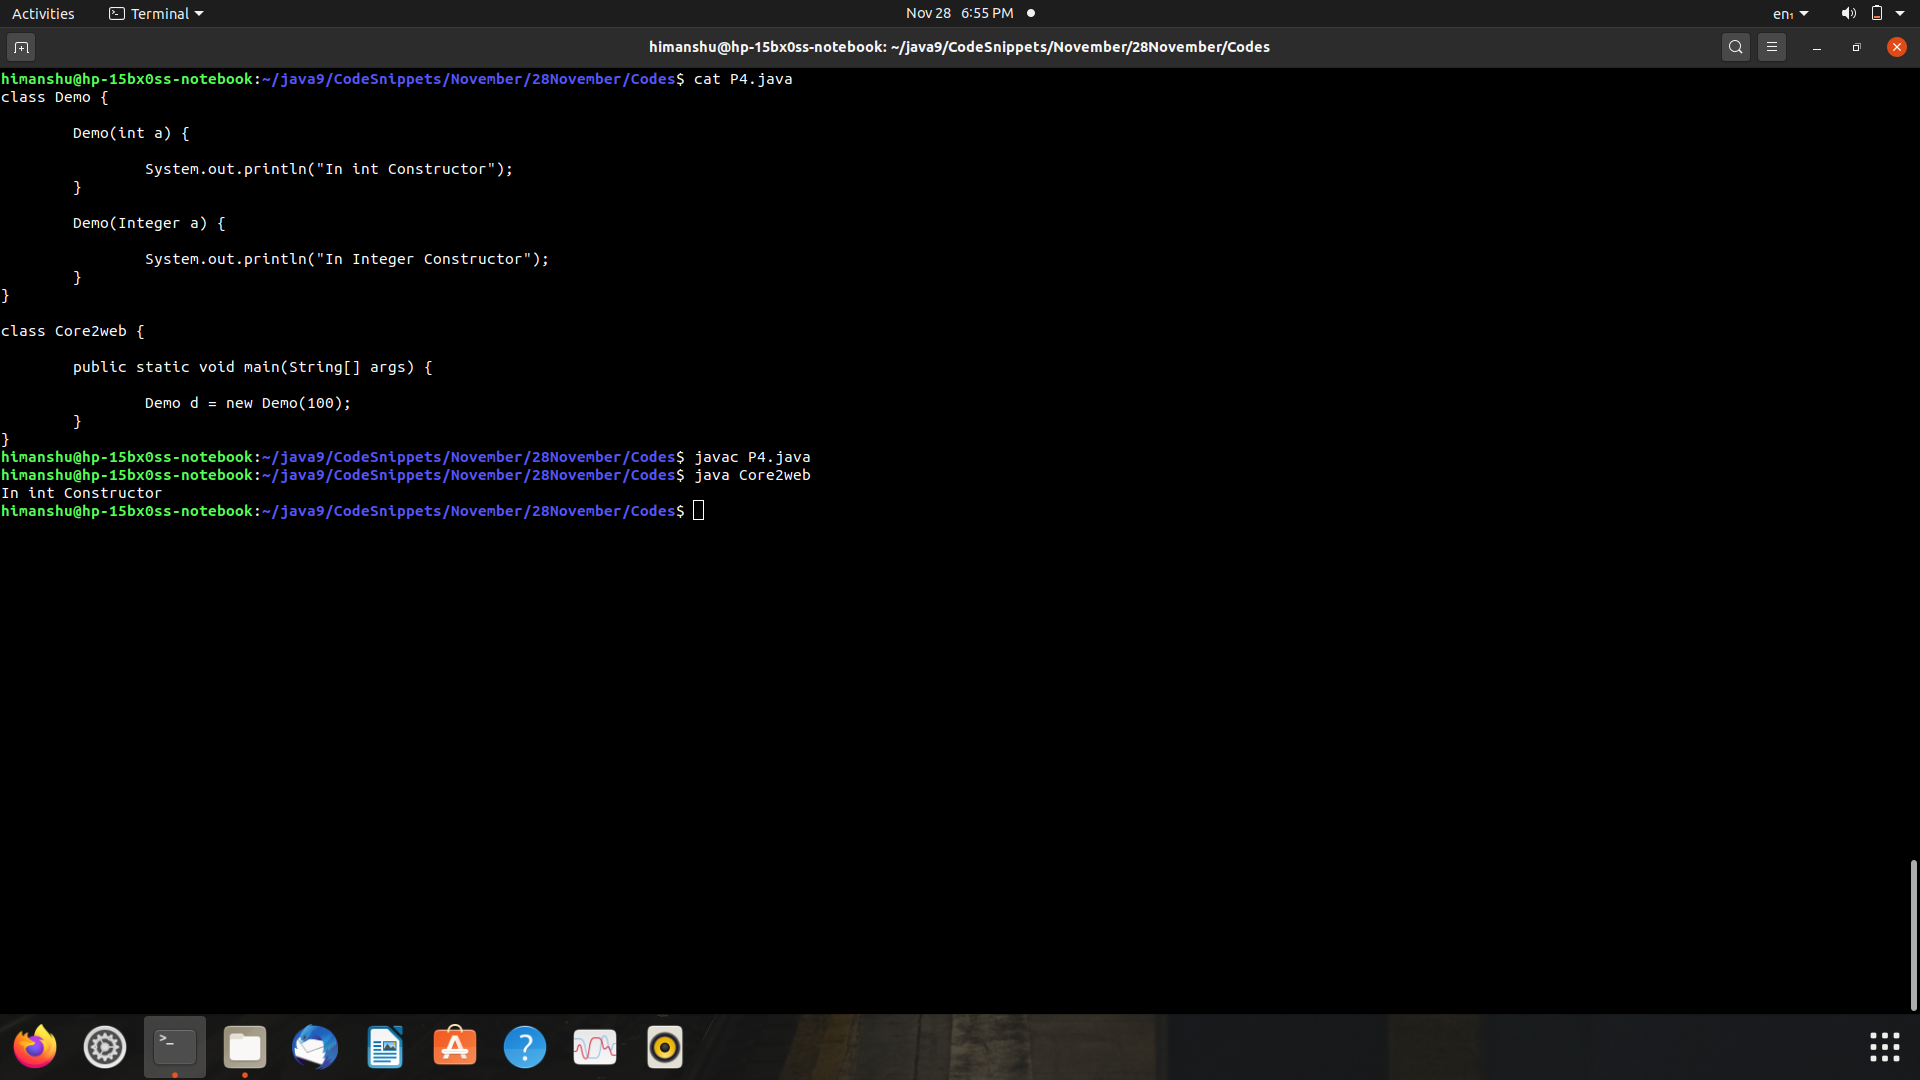 Activities Terminal Nov 28 6:55 PM en₁
himanshu@hp-15bx0ss-notebook: ~/java9/CodeSnippets/November/28November/Codes
himanshu@hp-15bx0ss-notebook:~/java9/CodeSnippets/November/28November/Codes$ cat P4.java
class Demo {
Demo(int a) {
System.out.println("In int Constructor");
}
Demo(Integer a) {
System.out.println("In Integer Constructor");
}
}
class Core2web {
public static void main(String[] args) {
Demo d = new Demo(100);
}
}
himanshu@hp-15bx0ss-notebook:~/java9/CodeSnippets/November/28November/Codes$ javac P4.java
himanshu@hp-15bx0ss-notebook:~/java9/CodeSnippets/November/28November/Codes$ java Core2web
In int Constructor
himanshu@hp-15bx0ss-notebook:~/java9/CodeSnippets/November/28November/Codes$